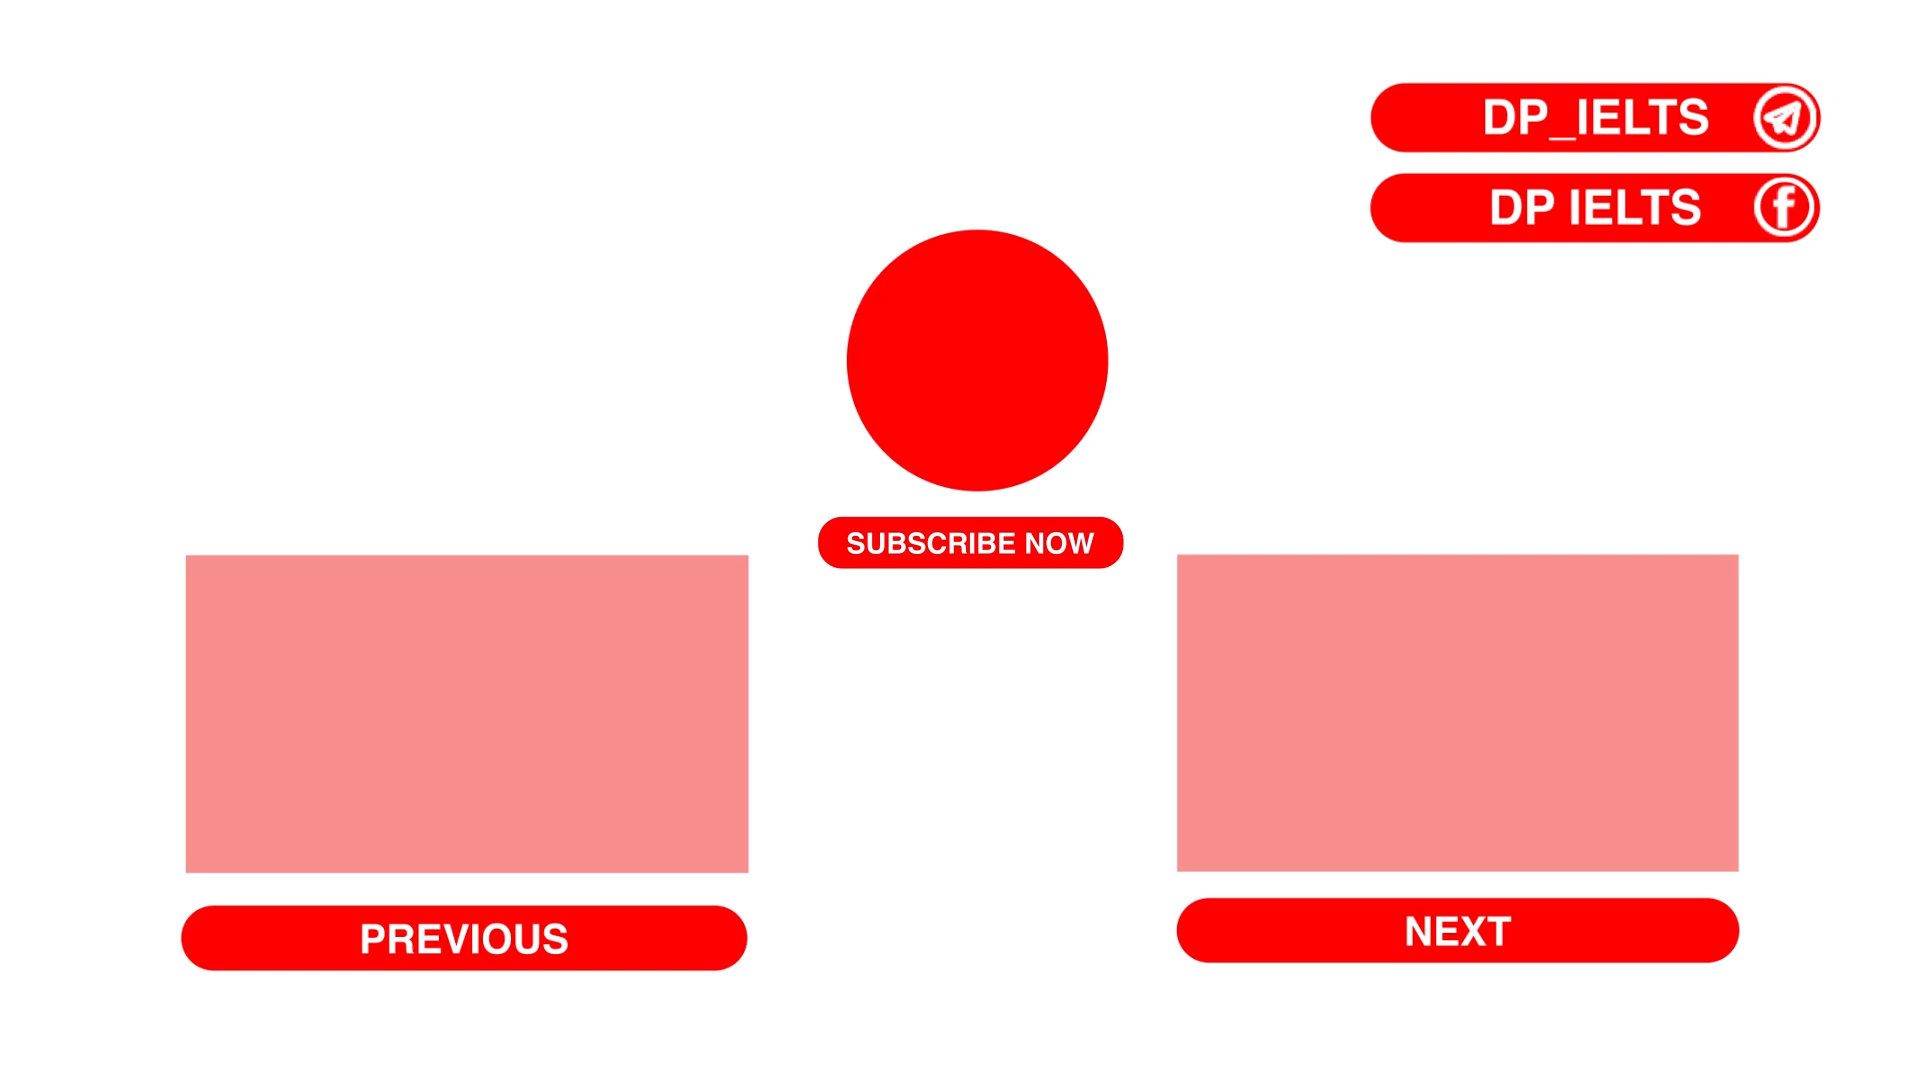 DP_IELTS
DP IELTS
SUBSCRIBE NOW
PREVIOUS
NEXT